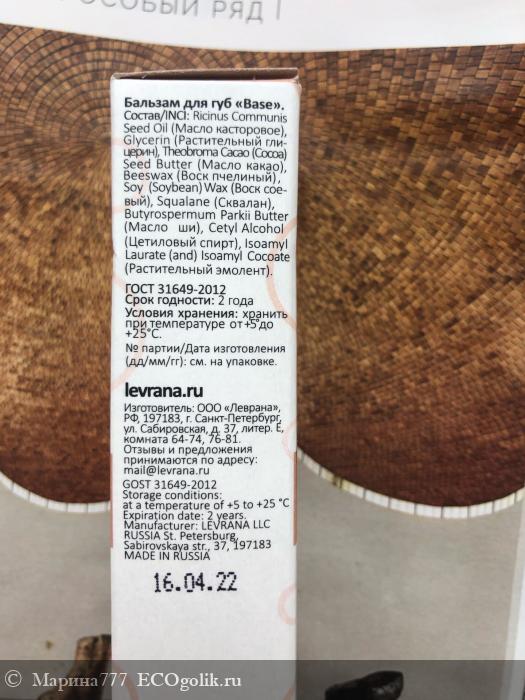 ОСОБЫЙ РЯД |
Бальзам для губ «Base».
Состав/INCI: Ricinus Communis
Seed Oil (Масло касторовое),
Glycerin (Растительный гли-
церин), Theobroma Cacao (Cocoa)
Seed Butter (Масло какао),
Beeswax (Воск пчелиный),
Soy (Soybean) Wax (Воск сое-
вый), Squalane (Сквалан),
Butyrospermum Parkii Butter
(Масло ши), Cetyl Alcohol
(Цетиловый спирт), Isoamyl
Laurate (and) Isoamyl Cocoate
(Растительный эмолент).
ГОСТ 31649-2012
Срок годности: 2 года
Условия хранения: хранить
при температуре от +5°до
+25°C.
№ партии/Дата изготовления
(дд/мм/гг): см. на упаковке.
levrana.ru
Изготовитель: ООО «Леврана»,
РФ, 197183, г. Санкт-Петербург,
ул. Сабировская, д. 37, литер. Е,
комната 64-74, 76-81.
Отзывы и предложения
принимаются по адресу:
mail@levrana.ru
GOST 31649-2012
Storage conditions:
at a temperature of +5 to +25 °C
Expiration date: 2 years.
Manufacturer: LEVRANA LLC
RUSSIA St. Petersburg,
Sabirovskaya str., 37, 197183
MADE IN RUSSIA
16.04.22
© Марина777 ECOgolik.ru